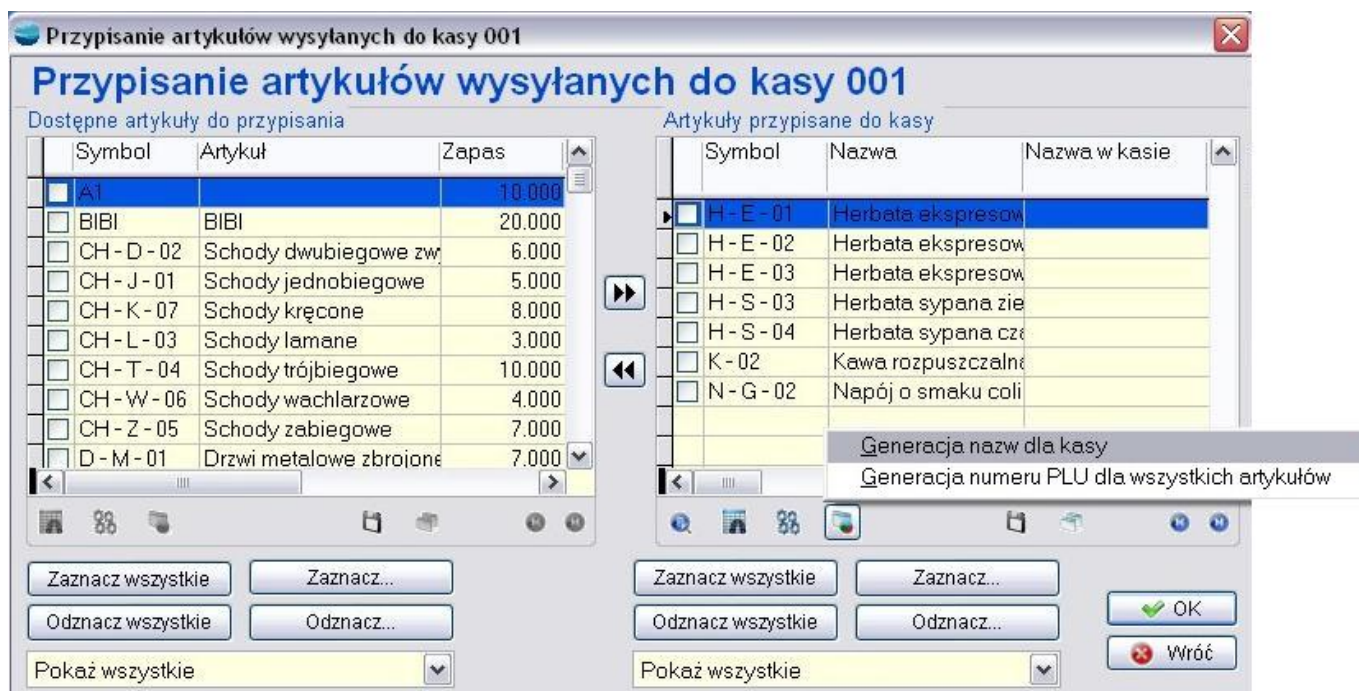 Przypisanie artykułów wysyłanych do kasy 001
Przypisanie artykułów wysyłanych do kasy 001
Dostępne artykuły do przypisania
Symbol Artykuł Zapas
A1 10.000
BIBI BIBI 20.000
CH - D - 02 Schody dwubiegowe zw
CH - J - 01 Schody jednobiegowe 5.000
CH - K - 07 Schody kręcone 8.000
CH - L - 03 Schody łamane 3.000
CH - T - 04 Schody trójbiegowe 10.000
CH - W - 06 Schody wachlarzowe 4.000
CH - Z - 05 Schody zabiegowe 7.000
D - M - 01 Drzwi metalowe zbrojone 7.000
Zaznacz wszystkie Zaznacz...
Odznacz wszystkie Odznacz...
Pokaż wszystkie
Artykuły przypisane do kasy
Symbol Nazwa Nazwa w kasie
H - E - 01 Herbata ekspresow
H - E - 02 Herbata ekspresow
H - E - 03 Herbata ekspresow
H - S - 03 Herbata sypana zie
H - S - 04 Herbata sypana cza
K - 02 Kawa rozpuszczalna
N - G - 02 Napój o smaku coli
Generacja nazw dla kasy
Generacja numeru PLU dla wszystkich artykułów
Zaznacz wszystkie Zaznacz...
Odznacz wszystkie Odznacz...
Pokaż wszystkie
OK
Wróć